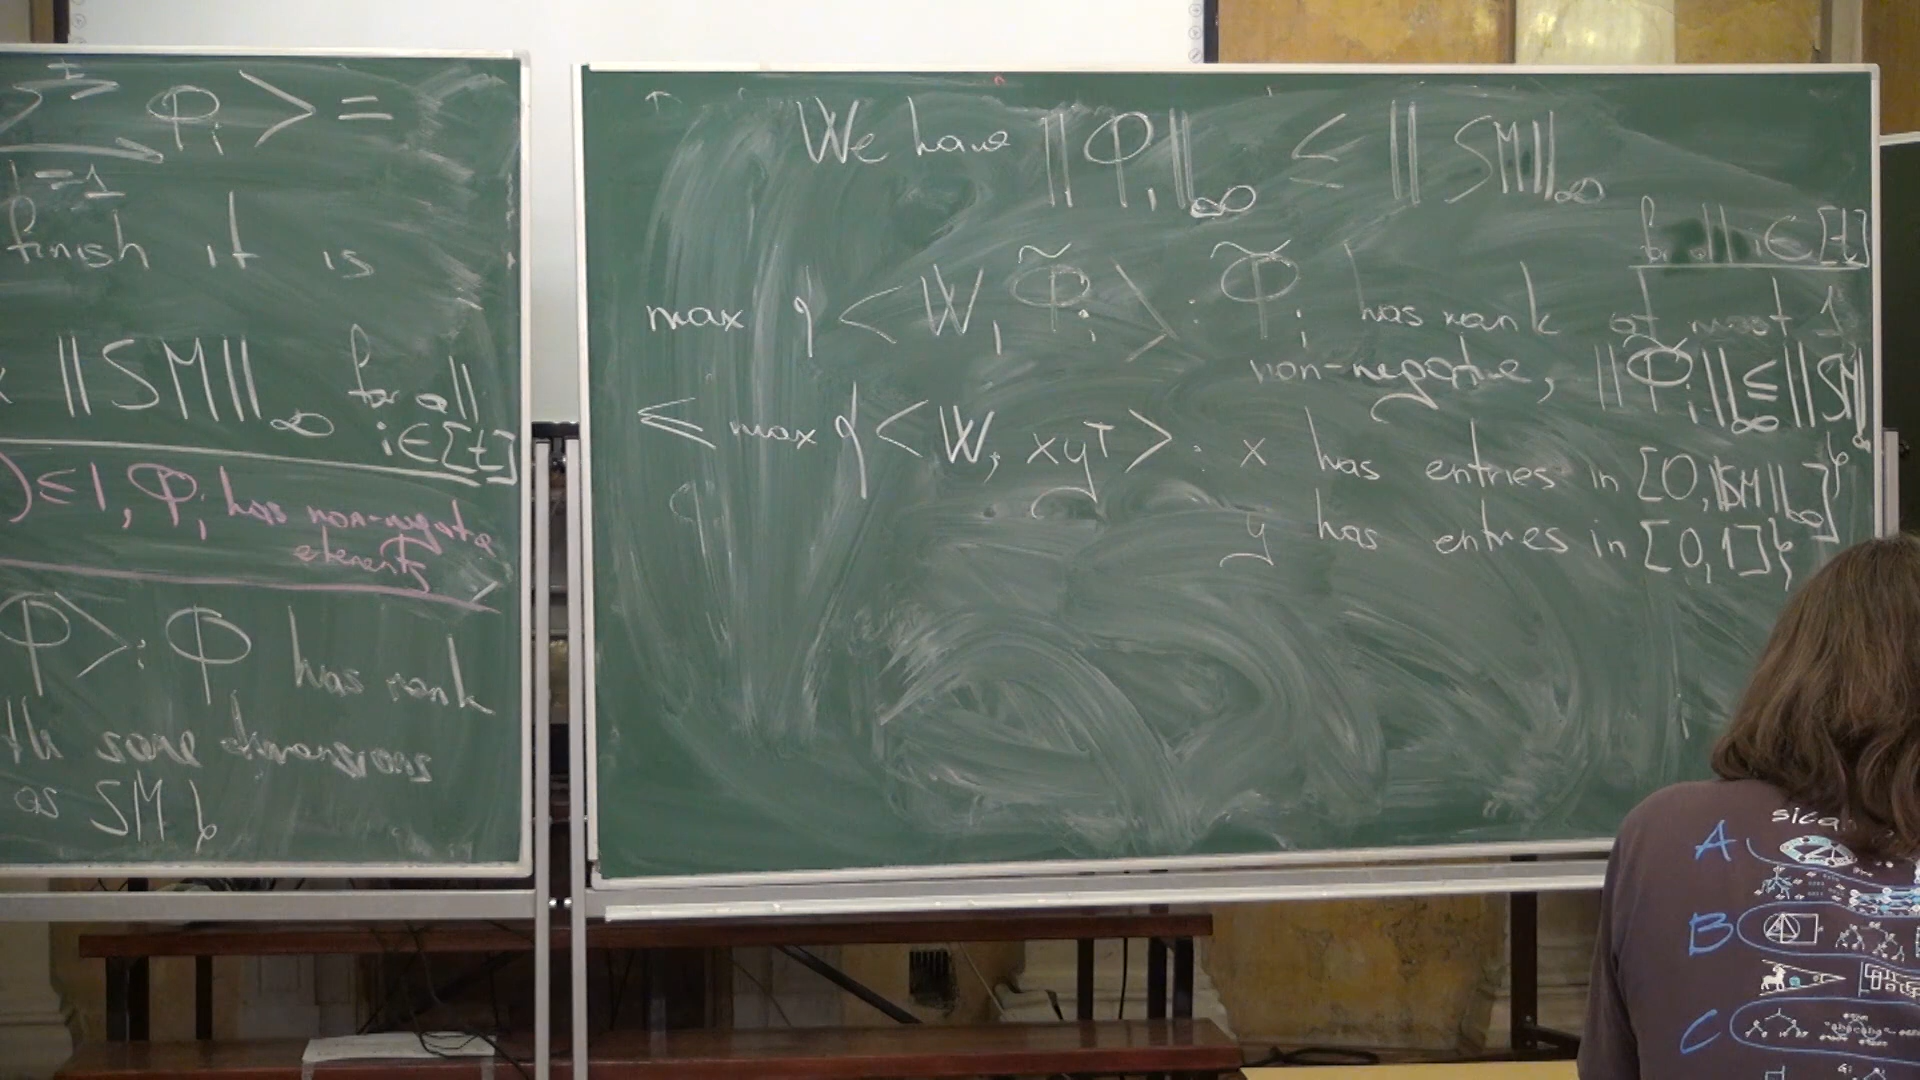 Σ Φ_i > =
i=1
finish it is
||SM||_∞ for all
i∈[t]
) ≤ 1, Φ_i has non-negative
elements
Φ>: Φ has rank
the same dimensions
as SM}
We have ||Φ_i||_∞ ≤ ||SM||_∞
for all i∈[t]
max {<W, Φ̃_i>: Φ̃_i has rank at most 1
non-negative, ||Φ̃_i||_∞ ≤ ||SM||_∞}
≤ max {<W, xy^T>: x has entries in [0, ||SM||_∞]
y has entries in [0,1]}
A
B
C